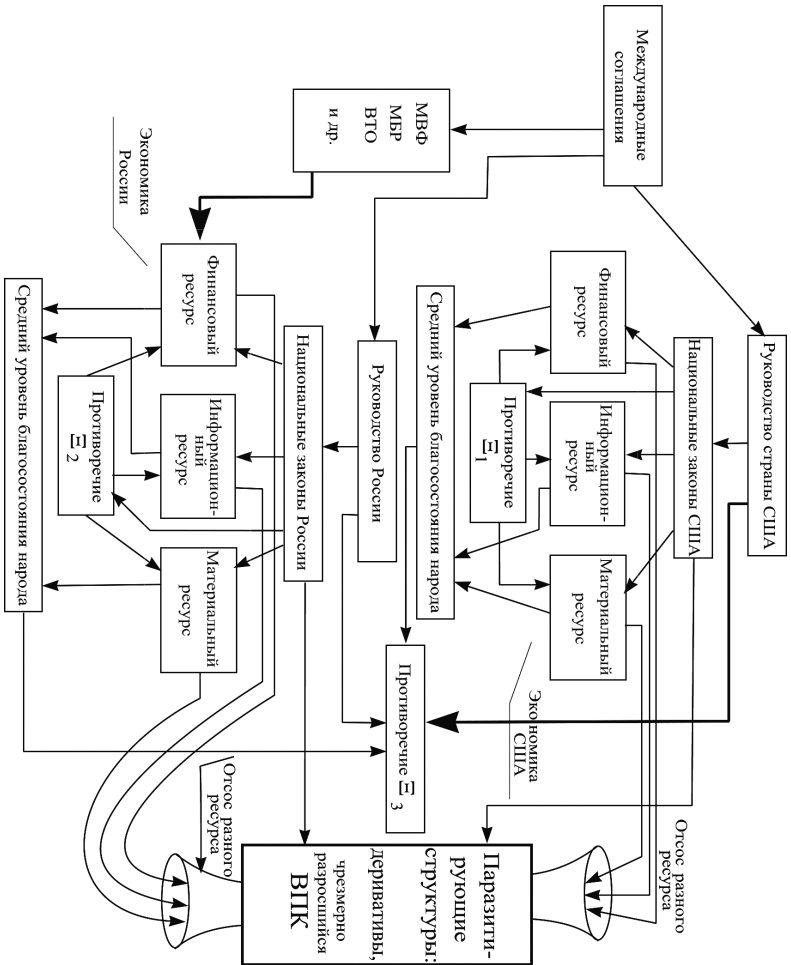 Международные
соглашения
Руководство страны США
МВФ
МБР
ВТО
и др.
Национальные законы США
Финансовый
ресурс
Информацион-
ный
ресурс
Материальный
ресурс
Противоречие
Ξ 1
Средний уровень благосостояния народа
Экономика
США
Отсос разного
ресурса
Руководство России
Противоречие Ξ 3
Национальные законы России
Паразити-
рующие
структуры:
деривативы,
чрезмерно
разросшийся
ВПК
Финансовый
ресурс
Информацион-
ный
ресурс
Материальный
ресурс
Отсос разного
ресурса
Экономика
России
Противоречие
Ξ 2
Средний уровень благосостояния народа